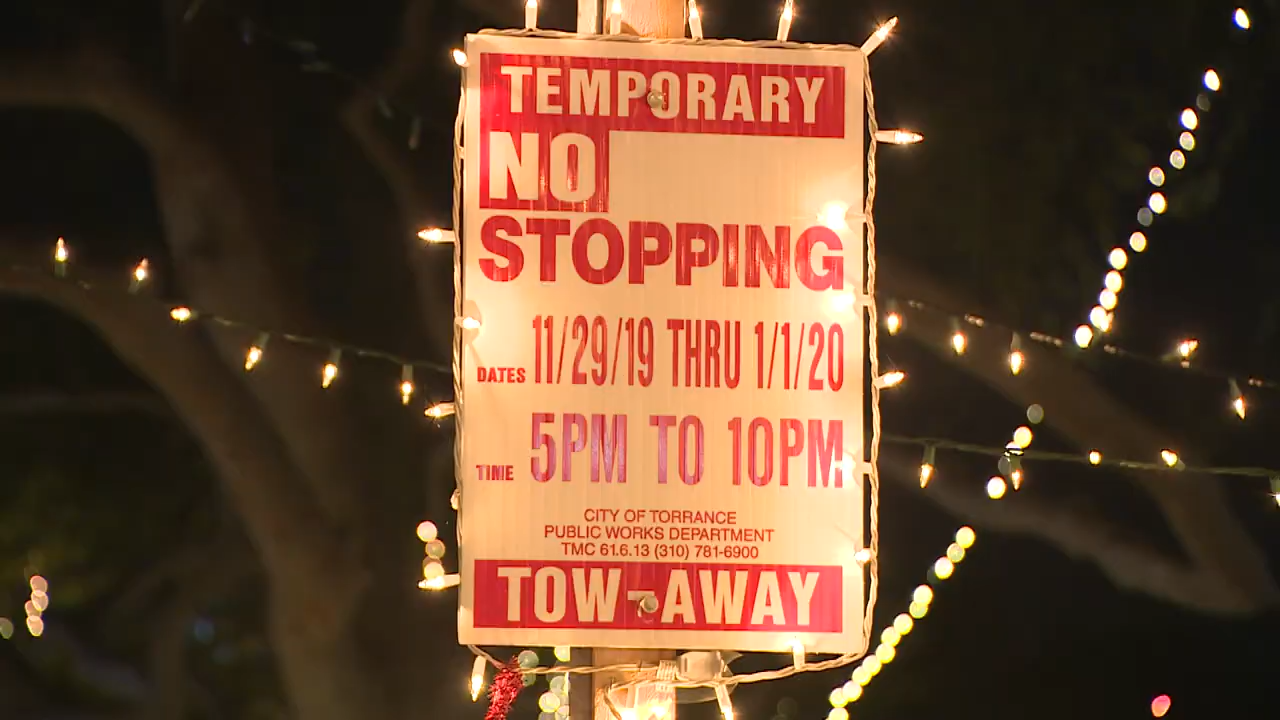 TEMPORARY
NO
STOPPING
DATES 11/29/19 THRU 1/1/20
TIME 5PM TO 10PM
CITY OF TORRANCE
PUBLIC WORKS DEPARTMENT
TMC 61.6.13 (310) 781-6900
TOW-AWAY